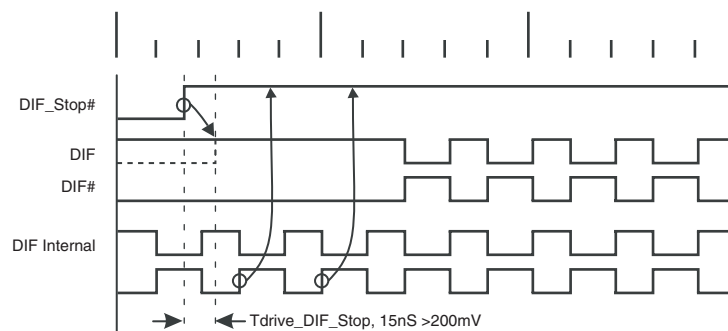 DIF_Stop#
DIF
DIF#
DIF Internal
Tdrive_DIF_Stop, 15nS >200mV